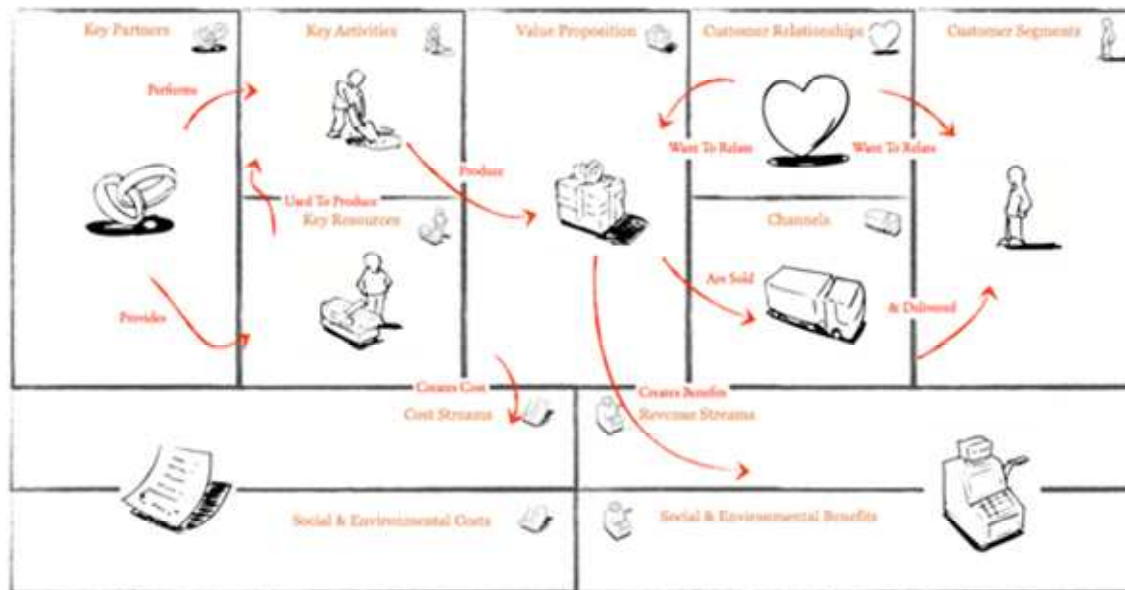 Key Partners
Key Activities
Value Proposition
Customer Relationships
Customer Segments
Performs
Want To Relate
Want To Relate
Produce
Used To Produce
Key Resources
Channels
Are Sold
& Delivered
Provides
Creates Cost
Creates Benefits
Cost Streams
Revenue Streams
Social & Environmental Costs
Social & Environmental Benefits